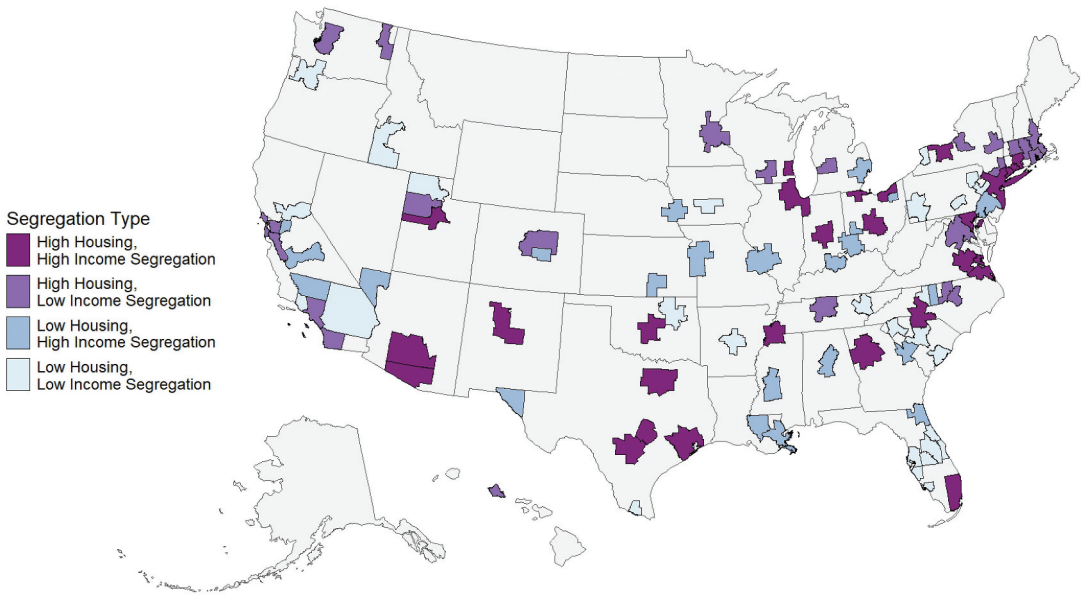 Segregation Type
High Housing,
High Income Segregation
High Housing,
Low Income Segregation
Low Housing,
High Income Segregation
Low Housing,
Low Income Segregation